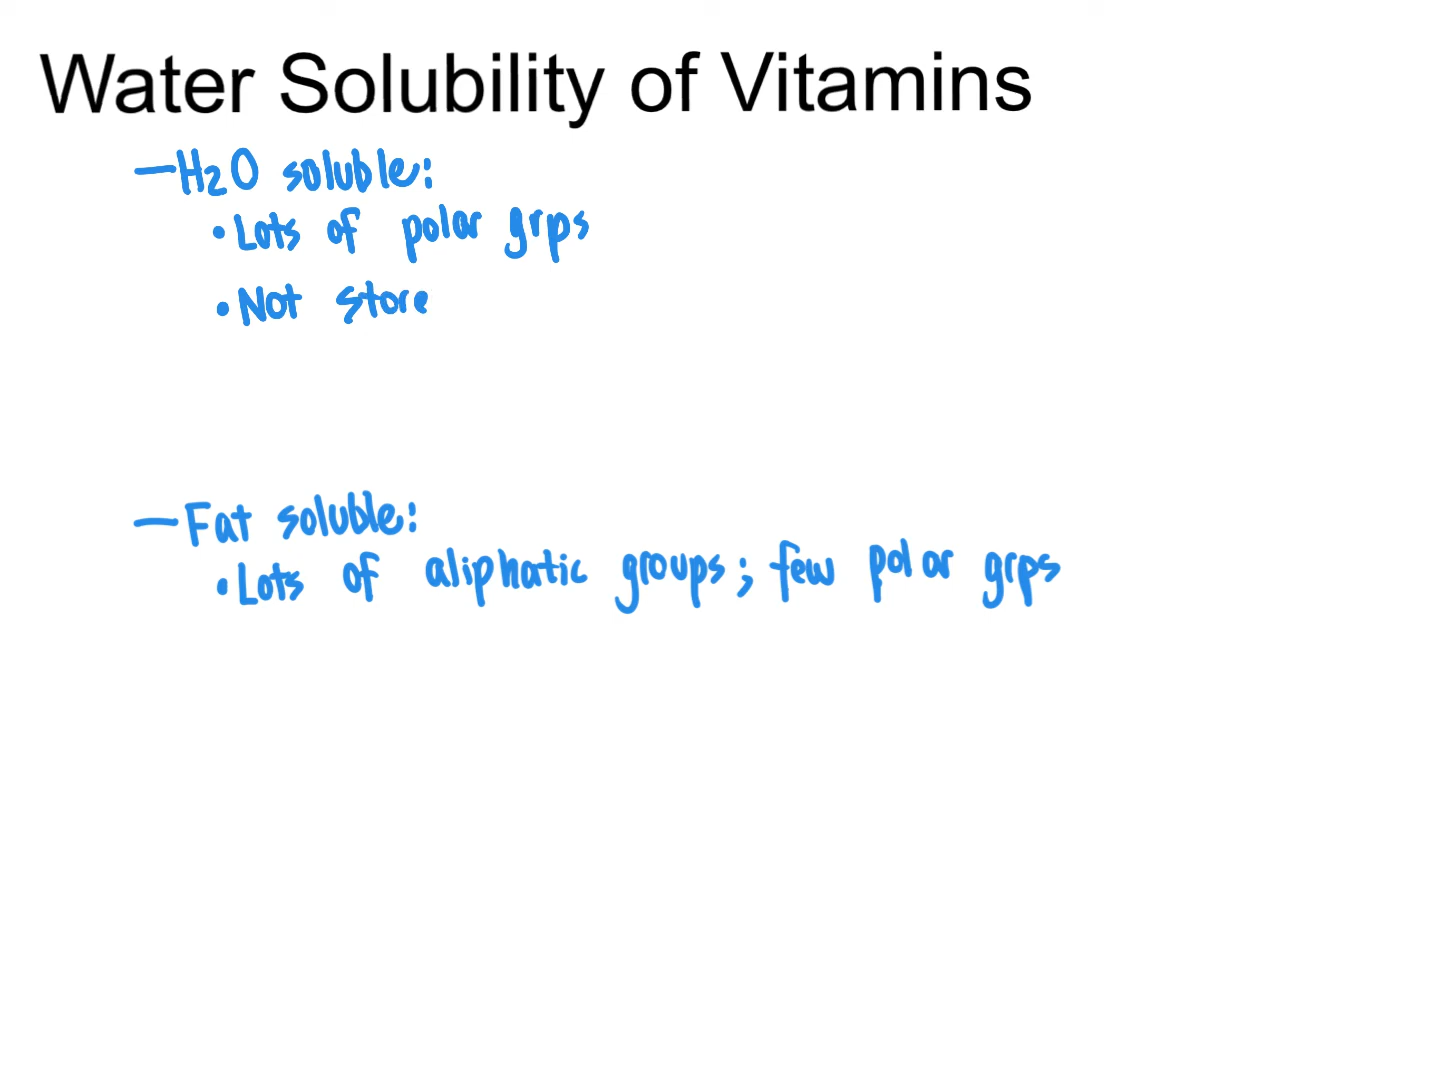 Water Solubility of Vitamins
—H2O soluble:
• Lots of polar grps
• Not store
—Fat soluble:
• Lots of aliphatic groups; few polar grps